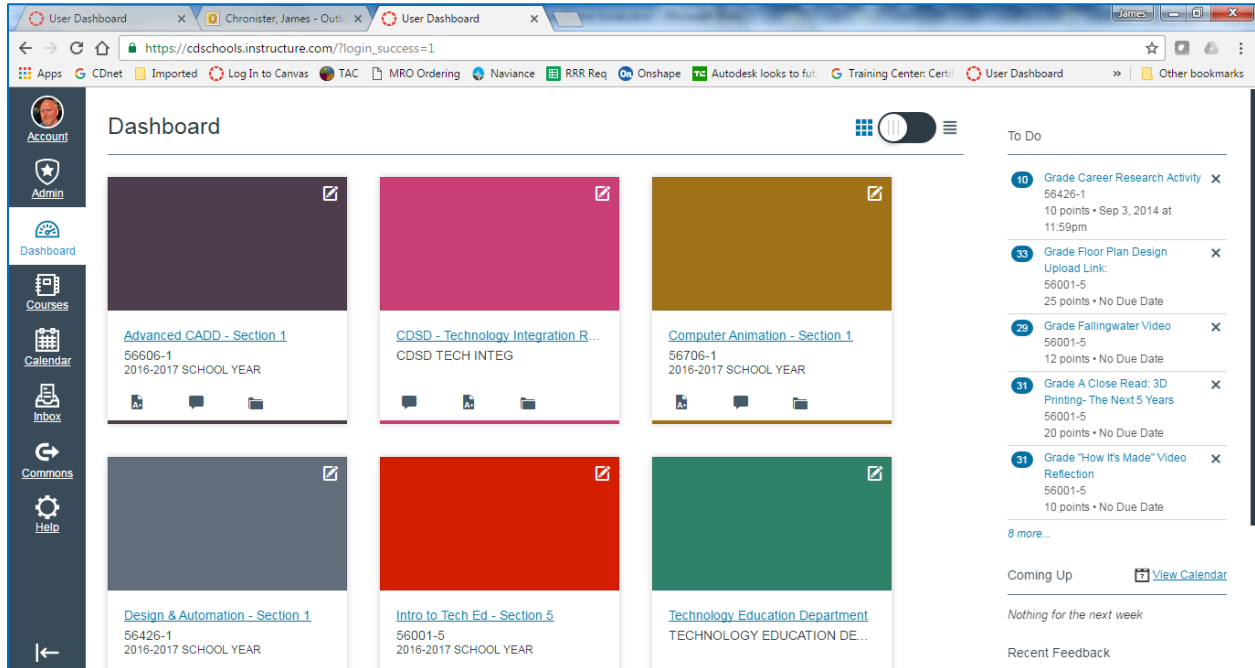 User Dashboard
Chronister, James - Outl
User Dashboard
James
https://cdschools.instructure.com/?login_success=1
Apps
CDnet
Imported
Log In to Canvas
TAC
MRO Ordering
Naviance
RRR Req
Onshape
Autodesk looks to fut
Training Center: Certif
User Dashboard
»
Other bookmarks
Account
Admin
Dashboard
Courses
Calendar
Inbox
Commons
Help
Dashboard
Advanced CADD - Section 1
56606-1
2016-2017 SCHOOL YEAR
CDSD - Technology Integration R...
CDSD TECH INTEG
Computer Animation - Section 1
56706-1
2016-2017 SCHOOL YEAR
Design & Automation - Section 1
56426-1
2016-2017 SCHOOL YEAR
Intro to Tech Ed - Section 5
56001-5
2016-2017 SCHOOL YEAR
Technology Education Department
TECHNOLOGY EDUCATION DE...
To Do
10 Grade Career Research Activity
56426-1
10 points • Sep 3, 2014 at
11:59pm
33 Grade Floor Plan Design
Upload Link:
56001-5
25 points • No Due Date
29 Grade Fallingwater Video
56001-5
12 points • No Due Date
31 Grade A Close Read: 3D
Printing- The Next 5 Years
56001-5
20 points • No Due Date
31 Grade "How It's Made" Video
Reflection
56001-5
10 points • No Due Date
8 more...
Coming Up
7 View Calendar
Nothing for the next week
Recent Feedback